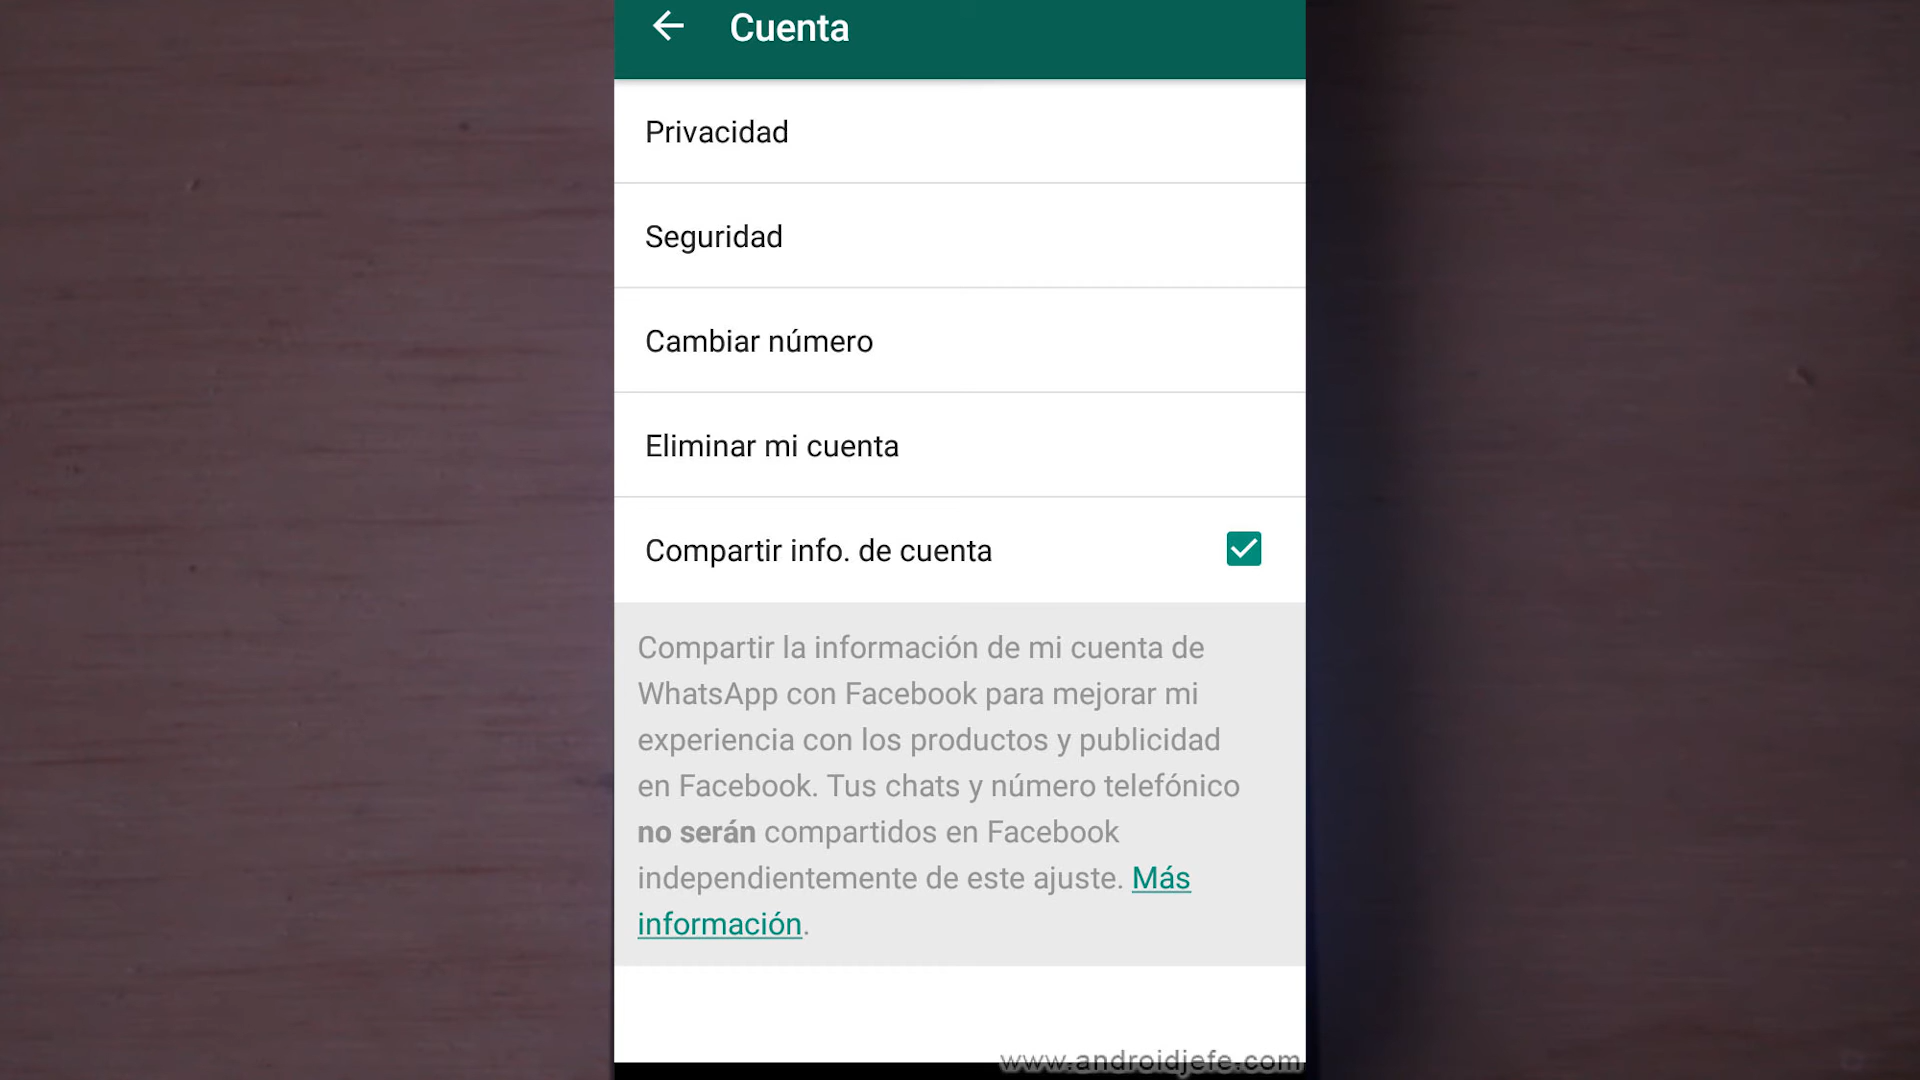 Cuenta
Privacidad
Seguridad
Cambiar número
Eliminar mi cuenta
Compartir info. de cuenta
Compartir la información de mi cuenta de
WhatsApp con Facebook para mejorar mi
experiencia con los productos y publicidad
en Facebook. Tus chats y número telefónico
no serán compartidos en Facebook
independientemente de este ajuste. Más
información.
www.androidjefe.com